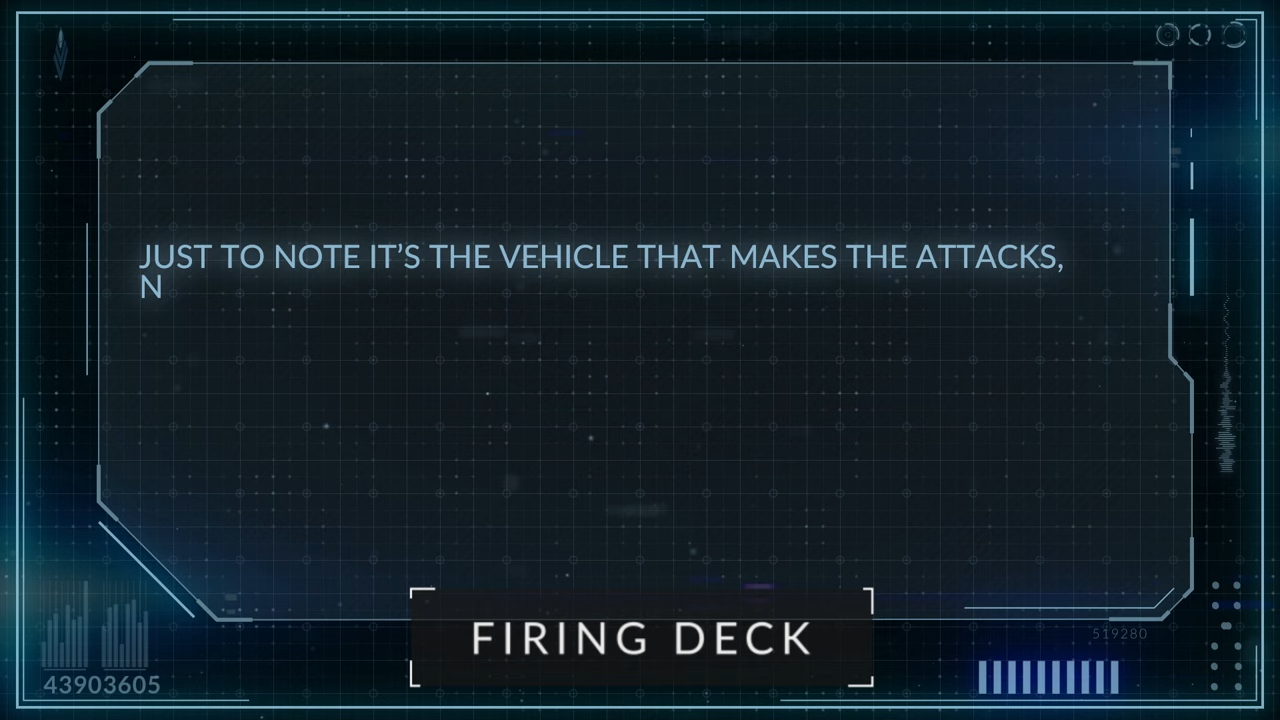 JUST TO NOTE IT’S THE VEHICLE THAT MAKES THE ATTACKS,
N
FIRING DECK
519280
43903605